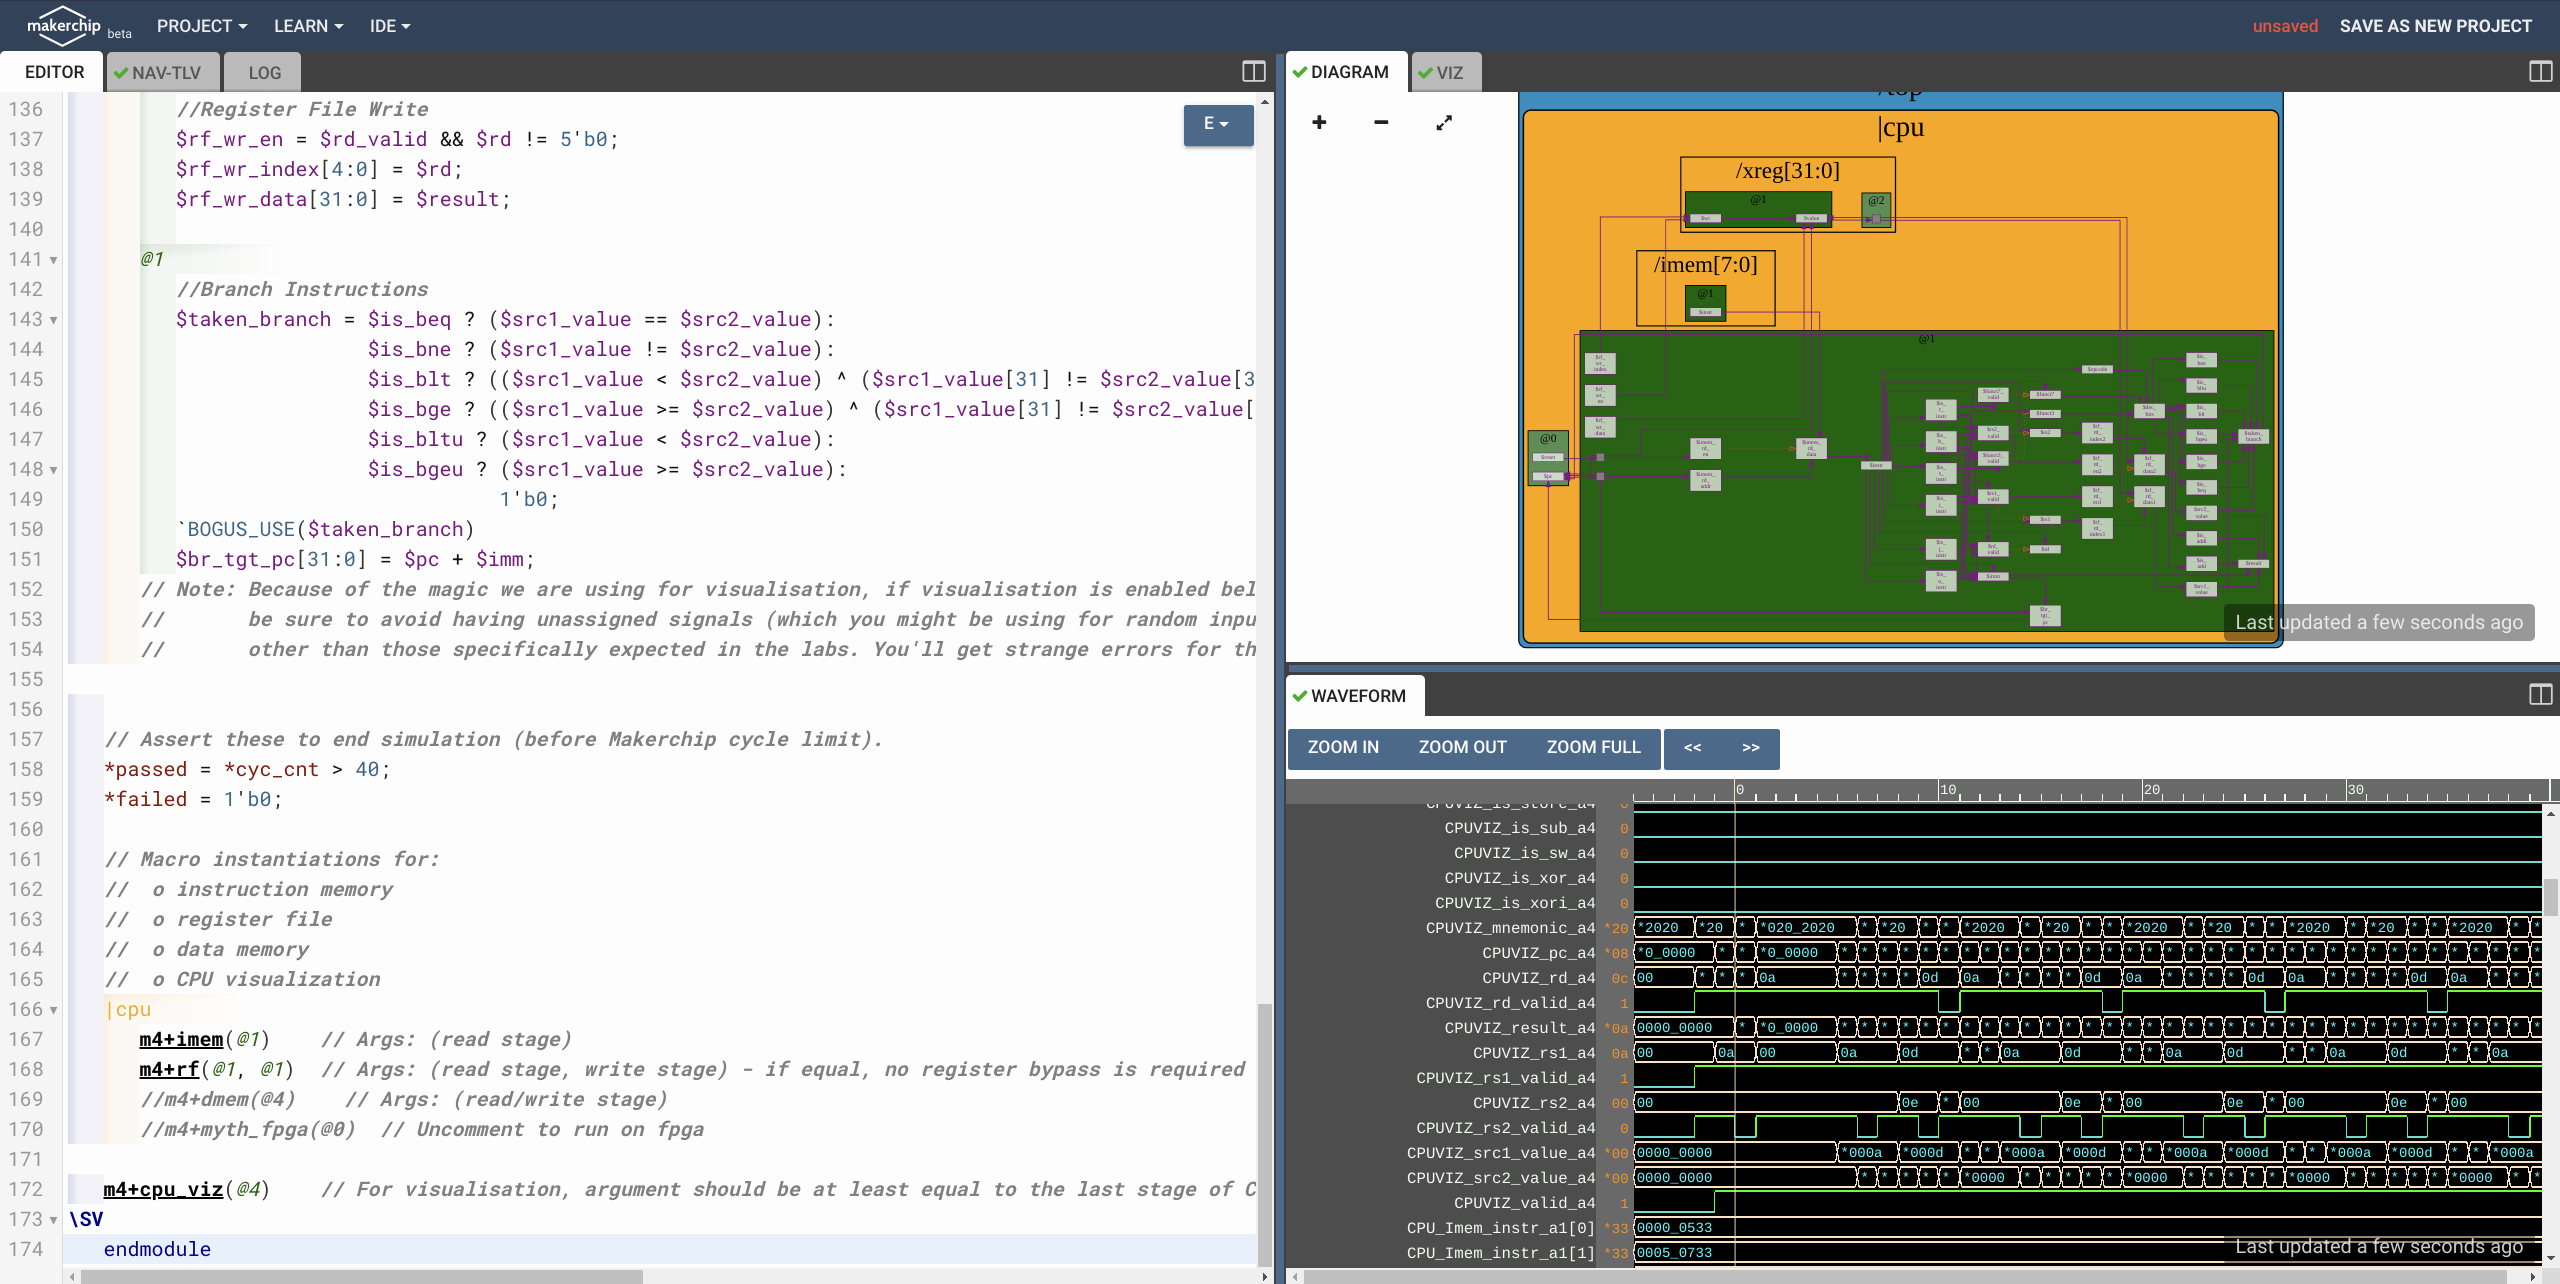 makerchip beta PROJECT LEARN IDE unsaved SAVE AS NEW PROJECT
EDITOR NAV-TLV LOG
E
136 //Register File Write
137 $rf_wr_en = $rd_valid && $rd != 5'b0;
138 $rf_wr_index[4:0] = $rd;
139 $rf_wr_data[31:0] = $result;
140
141 @1
142 //Branch Instructions
143 $taken_branch = $is_beq ? ($src1_value == $src2_value):
144 $is_bne ? ($src1_value != $src2_value):
145 $is_blt ? (($src1_value < $src2_value) ^ ($src1_value[31] != $src2_value[3
146 $is_bge ? (($src1_value >= $src2_value) ^ ($src1_value[31] != $src2_value[
147 $is_bltu ? ($src1_value < $src2_value):
148 $is_bgeu ? ($src1_value >= $src2_value):
149 1'b0;
150 `BOGUS_USE($taken_branch)
151 $br_tgt_pc[31:0] = $pc + $imm;
152 // Note: Because of the magic we are using for visualisation, if visualisation is enabled bel
153 // be sure to avoid having unassigned signals (which you might be using for random inpu
154 // other than those specifically expected in the labs. You'll get strange errors for th
155
156
157 // Assert these to end simulation (before Makerchip cycle limit).
158 *passed = *cyc_cnt > 40;
159 *failed = 1'b0;
160
161 // Macro instantiations for:
162 // o instruction memory
163 // o register file
164 // o data memory
165 // o CPU visualization
166 |cpu
167 m4+imem(@1) // Args: (read stage)
168 m4+rf(@1, @1) // Args: (read stage, write stage) - if equal, no register bypass is required
169 //m4+dmem(@4) // Args: (read/write stage)
170 //m4+myth_fpga(@0) // Uncomment to run on fpga
171
172 m4+cpu_viz(@4) // For visualisation, argument should be at least equal to the last stage of C
173 \SV
174 endmodule
DIAGRAM VIZ
/top
|cpu
/xreg[31:0]
@1 @2
/imem[7:0]
@1
@1
@0
Last updated a few seconds ago
WAVEFORM
ZOOM IN ZOOM OUT ZOOM FULL << >>
0 10 20 30
CPUVIZ_is_store_a4 0
CPUVIZ_is_sub_a4 0
CPUVIZ_is_sw_a4 0
CPUVIZ_is_xor_a4 0
CPUVIZ_is_xori_a4 0
CPUVIZ_mnemonic_a4 *20 *2020 *20 * *020_2020 * *20 * * *2020 * *20 * * *2020 * *20 * * *2020 * *20 * * *2020 * *
CPUVIZ_pc_a4 *08 *0_0000 * * *0_0000
CPUVIZ_rd_a4 0c 00 * * * 0a * * * * 0d 0a * * * * 0d 0a * * * * 0d 0a * * * * 0d 0a * * *
CPUVIZ_rd_valid_a4 1
CPUVIZ_result_a4 *0a 0000_0000 * *0_0000
CPUVIZ_rs1_a4 0a 00 0a 00 0a 0d * * 0a 0d * * 0a 0d * * 0a 0d * * 0a
CPUVIZ_rs1_valid_a4 1
CPUVIZ_rs2_a4 00 00 0e * 00 0e * 00 0e * 00 0e * 00
CPUVIZ_rs2_valid_a4 0
CPUVIZ_src1_value_a4 *00 0000_0000 *000a *000d * * *000a *000d * * *000a *000d * * *000a *000d * * *000a
CPUVIZ_src2_value_a4 *00 0000_0000 * * * * * *0000 * * * * *0000 * * * * *0000 * * * * *0000 * *
CPUVIZ_valid_a4 1
CPU_Imem_instr_a1[0] *33 0000_0533
CPU_Imem_instr_a1[1] *33 0005_0733
Last updated a few seconds ago